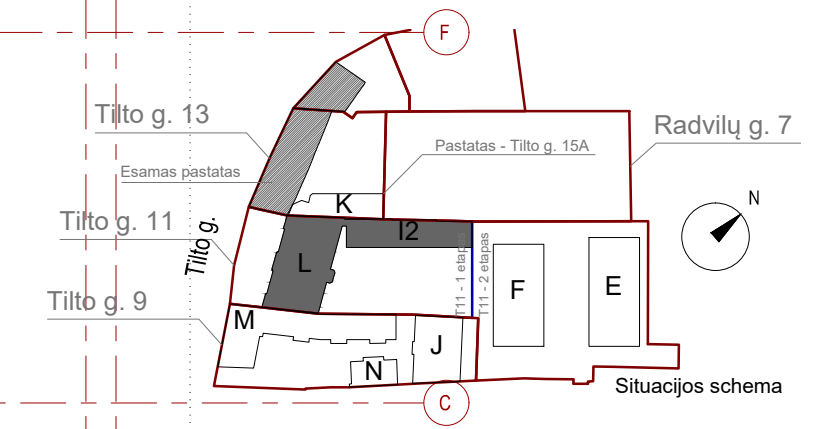 F
Tilto g. 13
Radvilų g. 7
Pastatas - Tilto g. 15A
Esamas pastatas
N
K
Tilto g. 11
Tilto g.
I2
L
T11 - 1 etapas
T11 - 2 etapas
F
E
Tilto g. 9
M
J
N
Situacijos schema
C